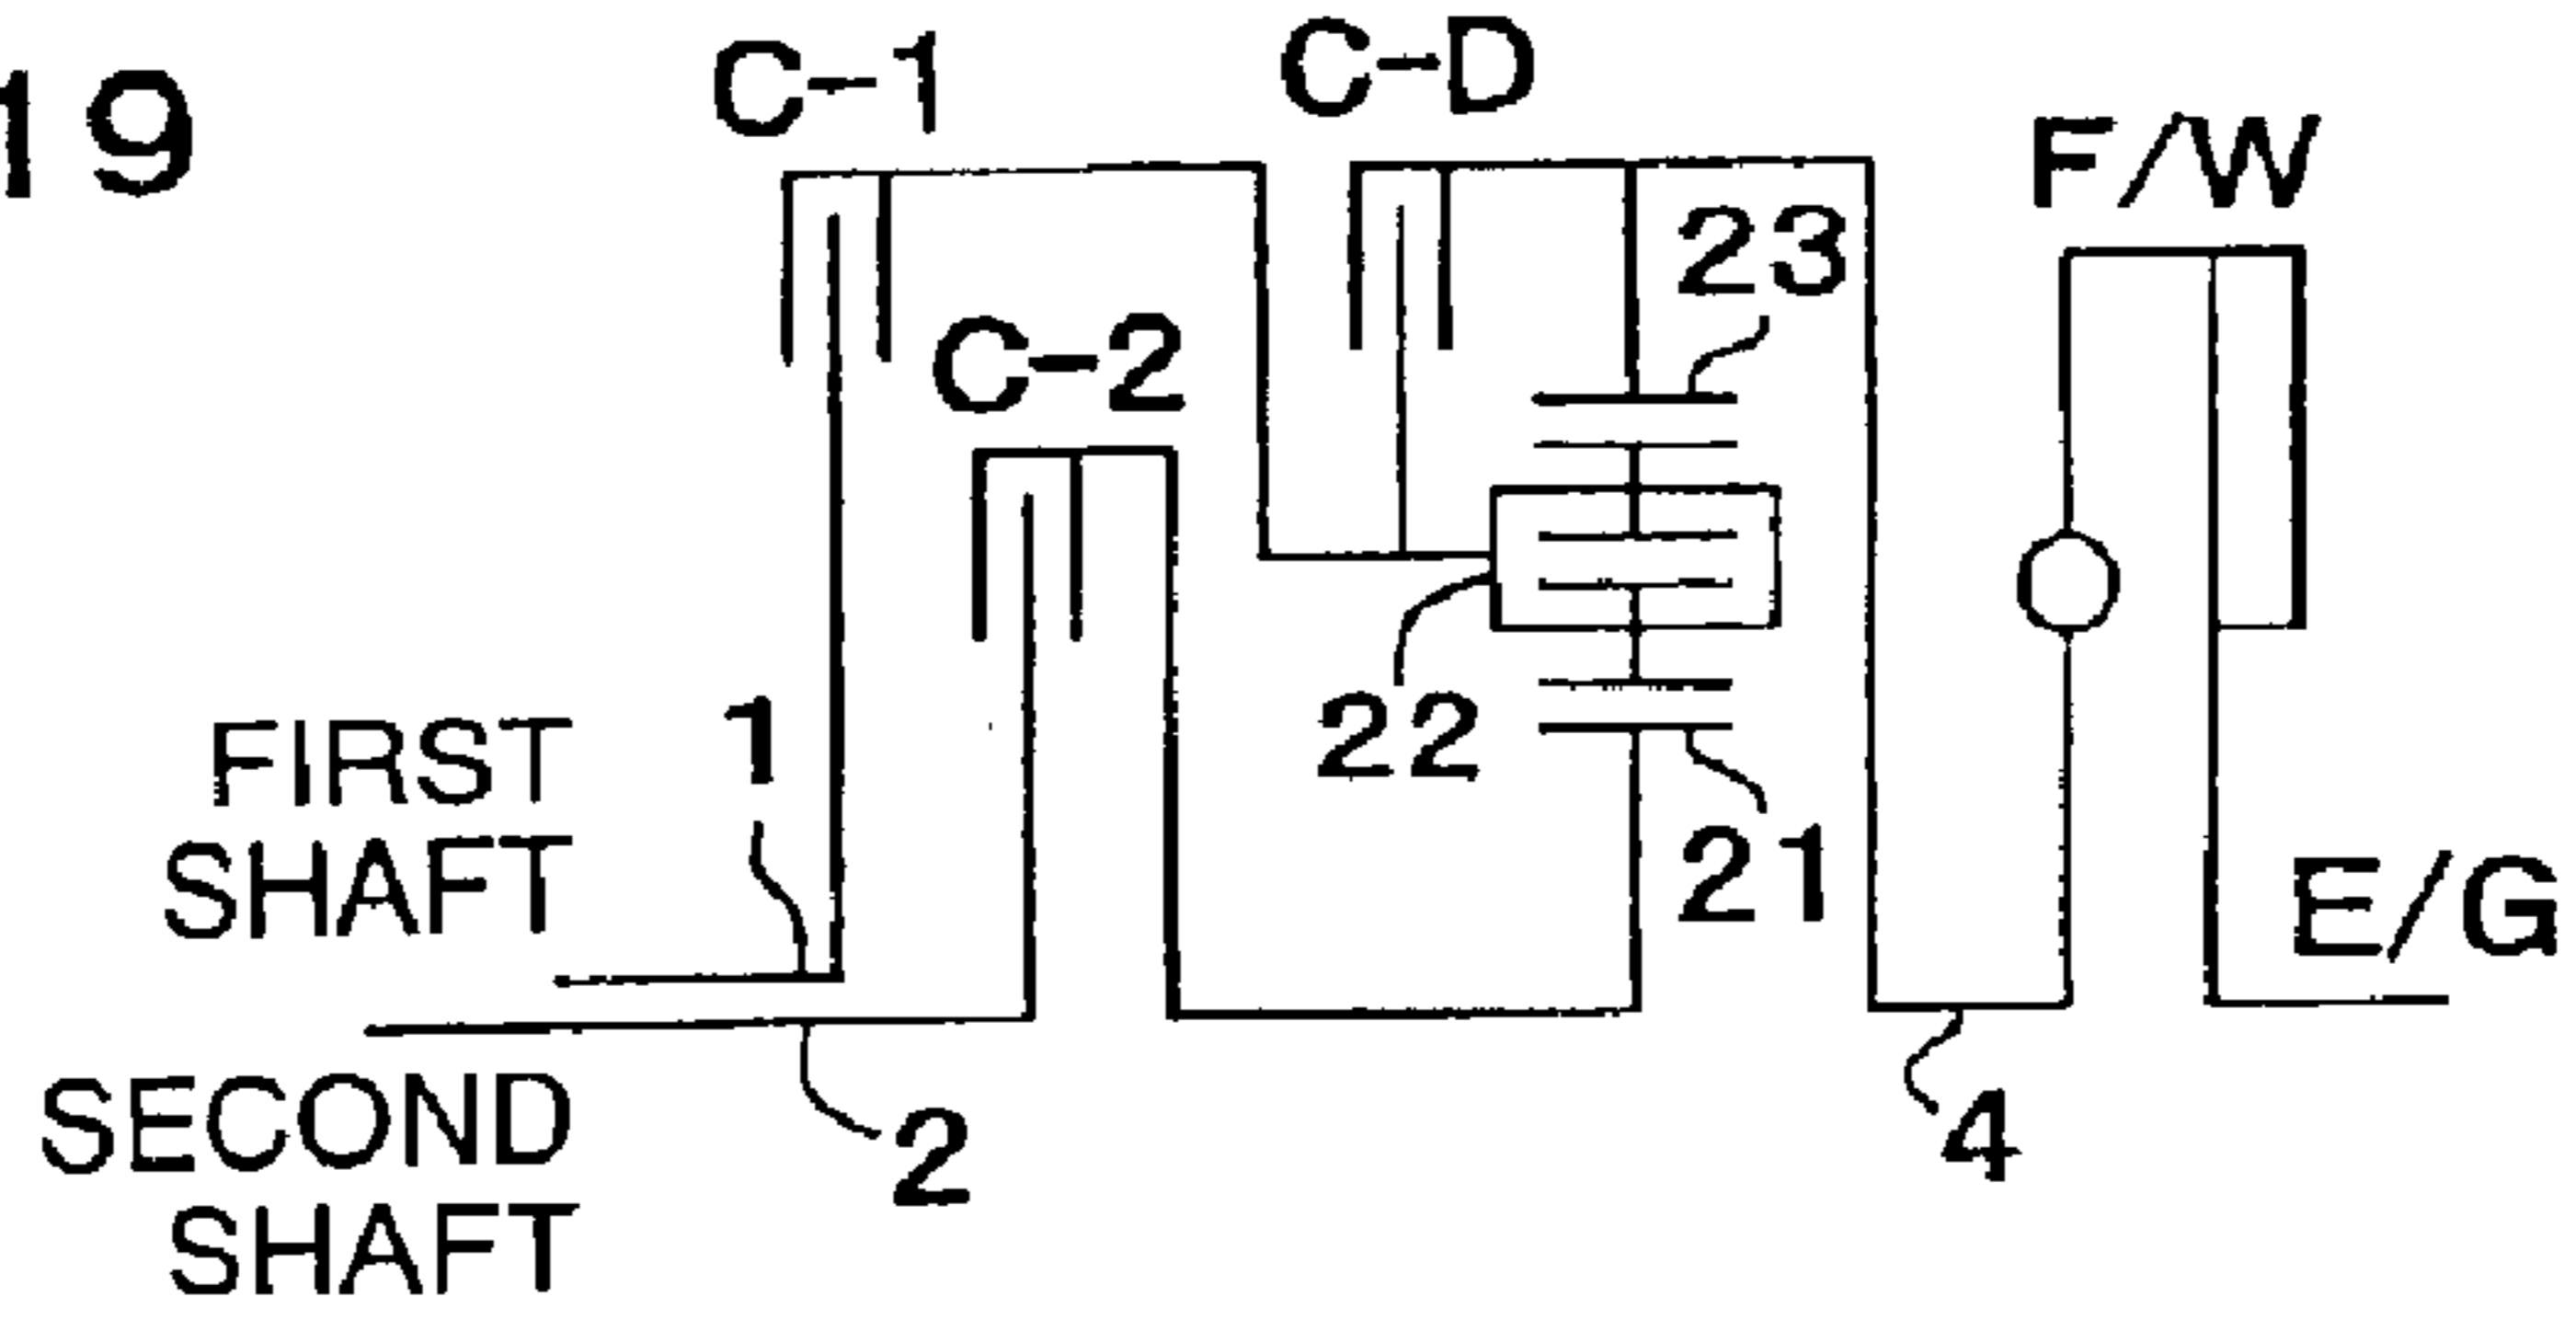 19
C-1
C-D
F/W
23
C-2
22
1
FIRST
SHAFT
21
E/G
SECOND
SHAFT
2
4